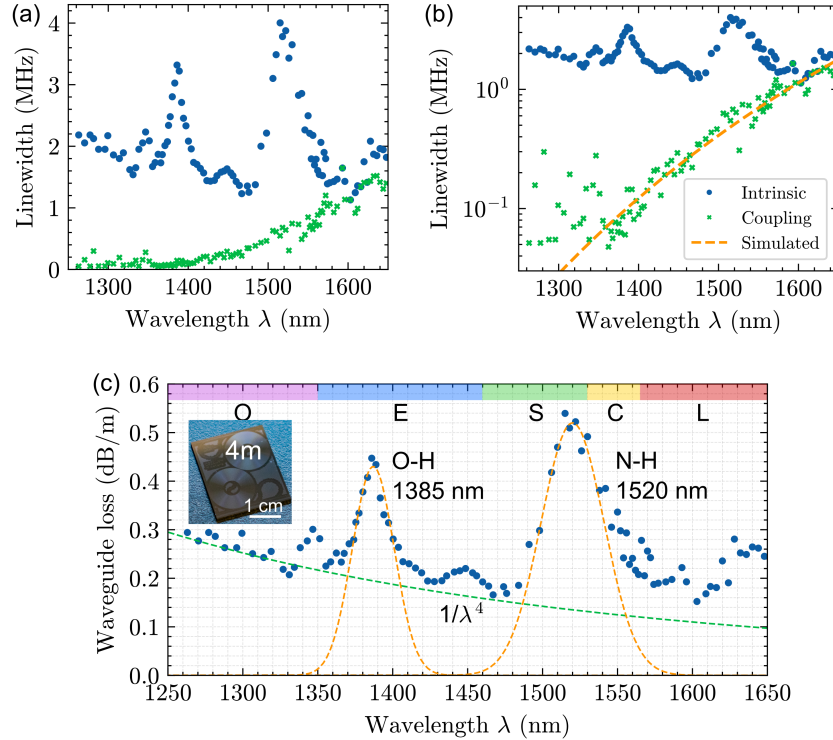 (a)
Linewidth (MHz)
4
3
2
1
0
1300 1400 1500 1600
Wavelength λ (nm)
(b)
Linewidth (MHz)
10⁰
10⁻¹
Intrinsic
Coupling
Simulated
1300 1400 1500 1600
Wavelength λ (nm)
(c)
Waveguide loss (dB/m)
0.6
0.5
0.4
0.3
0.2
0.1
0.0
O E S C L
4m
1 cm
O-H
1385 nm
N-H
1520 nm
1/λ⁴
1250 1300 1350 1400 1450 1500 1550 1600 1650
Wavelength λ (nm)